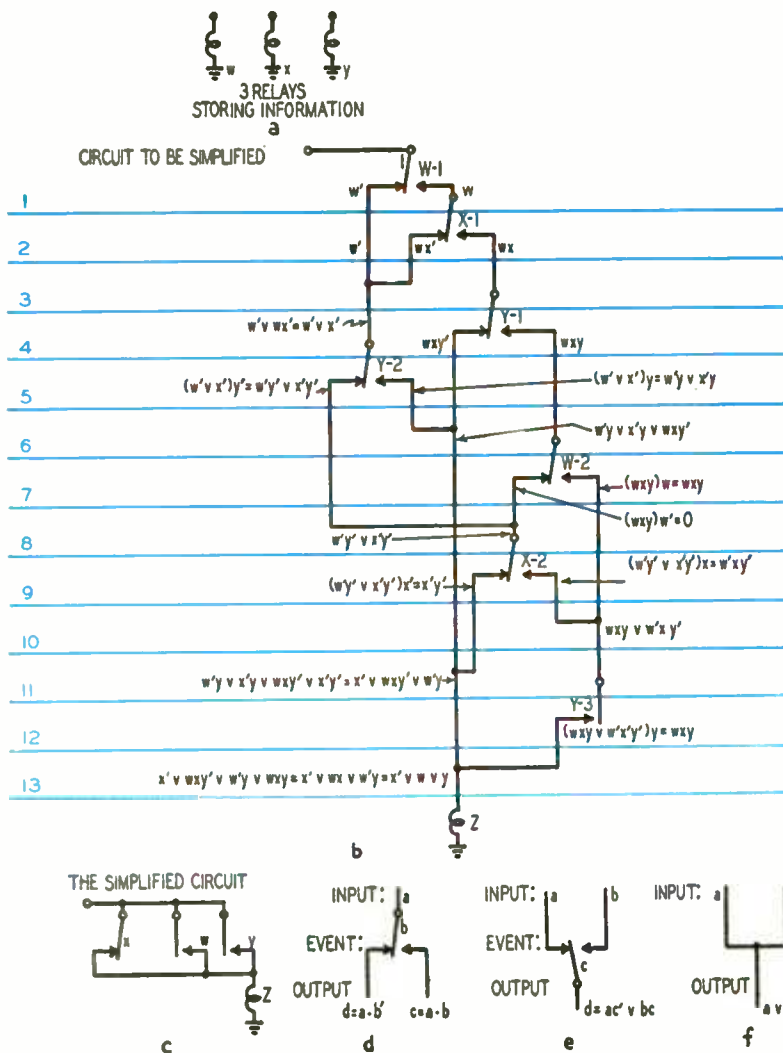 w x y
3 RELAYS
STORING INFORMATION
a
CIRCUIT TO BE SIMPLIFIED
1
W-1
w' w
1
X-1
2
w' wx' wx
3
w' v wx' = w' v x'
Y-1
wxy' wxy
4
Y-2
(w' v x')y' = w'y' v x'y'
(w' v x')y = w'y v x'y
5
w'y v x'y v wxy'
6
W-2
(wxy)w = wxy
7
(wxy)w' = 0
w'y' v x'y'
8
X-2
(w'y' v x'y')x' = x'y'
(w'y' v x'y')x = w'xy'
9
wxy v w'x y'
10
w'y v x'y v wxy' v x'y' = x' v wxy' v w'y
11
Y-3
(wxy v w'x'y')y = wxy
12
x' v wxy' v w'y v wxy = x' v wx v w'y = x' v w v y
13
Z
b
THE SIMPLIFIED CIRCUIT
x w y
Z
c
INPUT: a
b
EVENT:
OUTPUT
d=a·b' c=a·b
d
INPUT: a b
EVENT:
c
OUTPUT
d = ac' v bc
e
INPUT: a
OUTPUT
a v
f